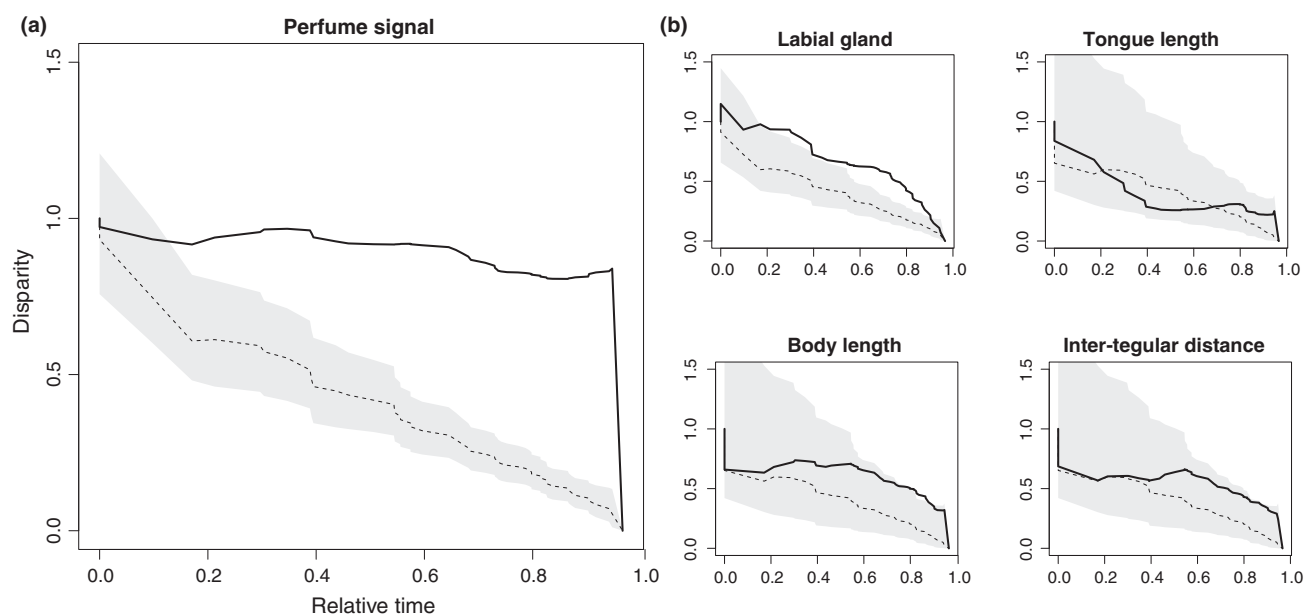 (a)
Perfume signal
Disparity
1.5
1.0
0.5
0.0
0.0 0.2 0.4 0.6 0.8 1.0
Relative time
(b)
Labial gland
1.5
1.0
0.5
0.0
0.0 0.2 0.4 0.6 0.8 1.0
Tongue length
1.5
1.0
0.5
0.0
0.0 0.2 0.4 0.6 0.8 1.0
Body length
1.5
1.0
0.5
0.0
0.0 0.2 0.4 0.6 0.8 1.0
Inter-tegular distance
1.5
1.0
0.5
0.0
0.0 0.2 0.4 0.6 0.8 1.0